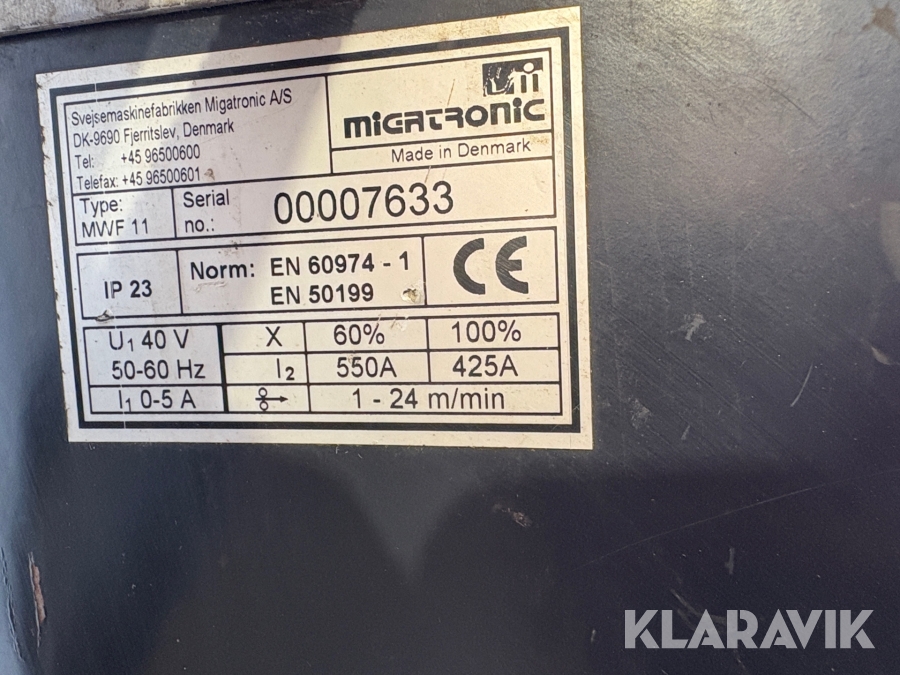 Svejsemaskinefabrikken Migatronic A/S
DK-9690 Fjerritslev, Denmark
Tel: +45 96500600
Telefax: +45 96500601
MIGATRONIC
Made in Denmark
Type:
MWF 11
Serial
no.:
00007633
IP 23
Norm: EN 60974 - 1
EN 50199
CE
U1 40 V
50-60 Hz
X 60% 100%
I2 550A 425A
I1 0-5 A
1 - 24 m/min
KLARAVIK